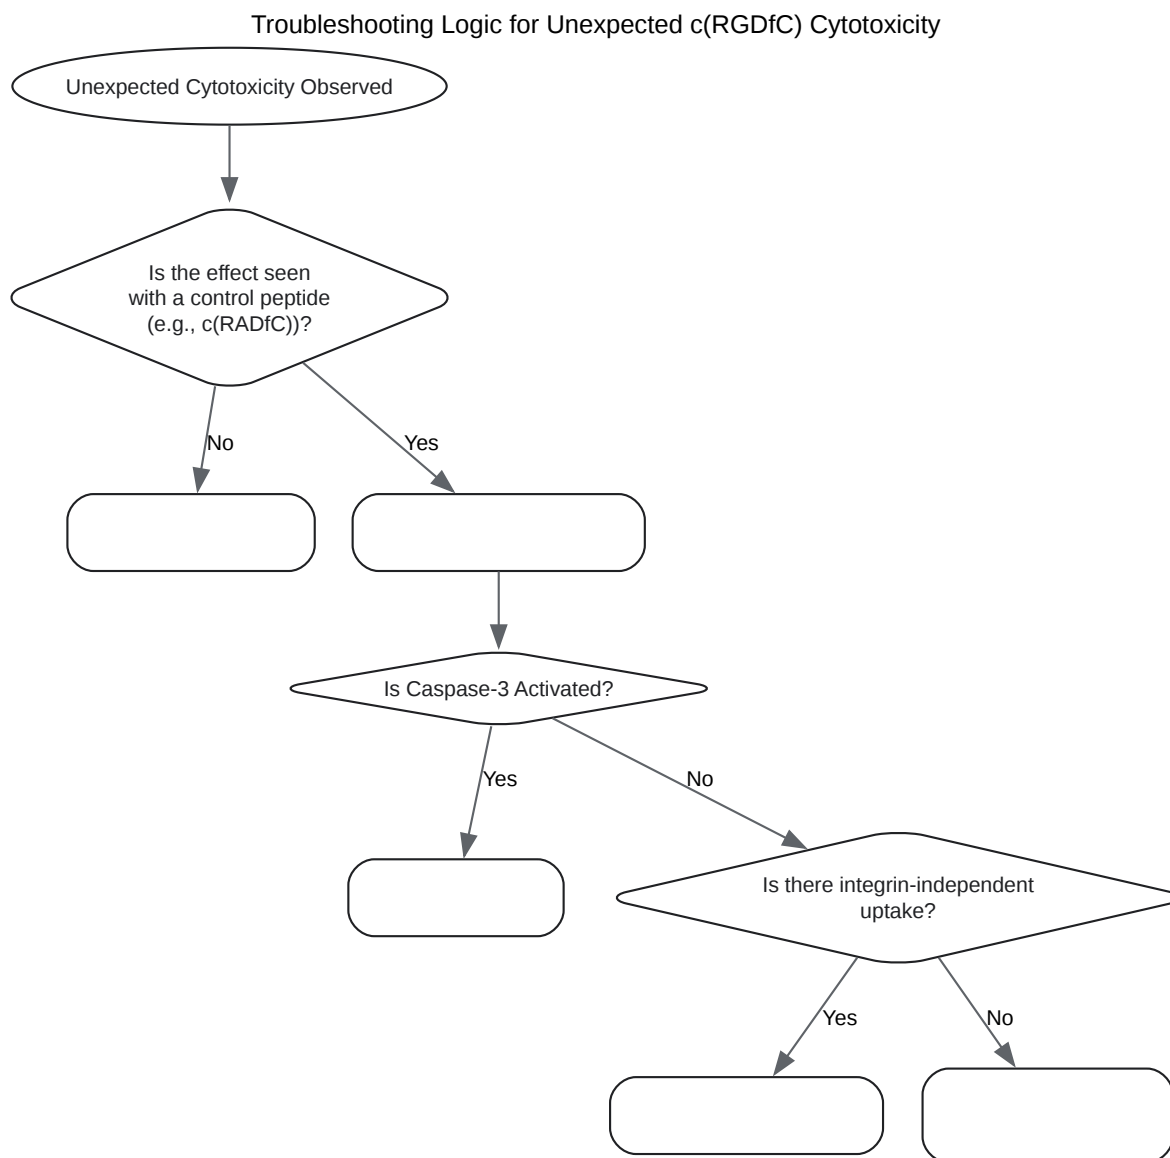 Troubleshooting Logic for Unexpected c(RGDfC) Cytotoxicity
Unexpected Cytotoxicity Observed
Is the effect seen
with a control peptide
(e.g., c(RADfC))?
No
Yes
Is Caspase-3 Activated?
Yes
No
Is there integrin-independent
uptake?
Yes
No